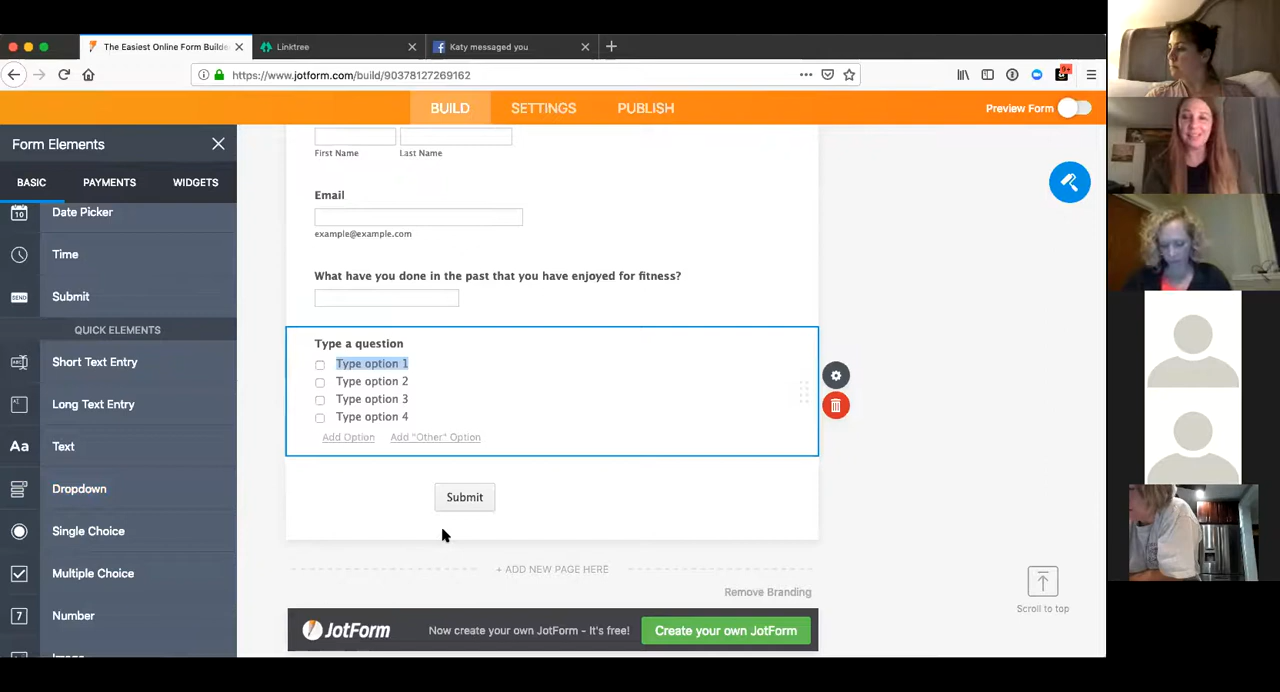 The Easiest Online Form Builde
Linktree
Katy messaged you
https://www.jotform.com/build/90378127269162
BUILD
SETTINGS
PUBLISH
Preview Form
Form Elements
BASIC
PAYMENTS
WIDGETS
10
Date Picker
Time
SEND
Submit
QUICK ELEMENTS
Short Text Entry
Long Text Entry
Aa
Text
Dropdown
Single Choice
Multiple Choice
7
Number
First Name
Last Name
Email
example@example.com
What have you done in the past that you have enjoyed for fitness?
Type a question
Type option 1
Type option 2
Type option 3
Type option 4
Add Option
Add "Other" Option
Submit
+ ADD NEW PAGE HERE
Remove Branding
Scroll to top
JotForm
Now create your own JotForm - It's free!
Create your own JotForm